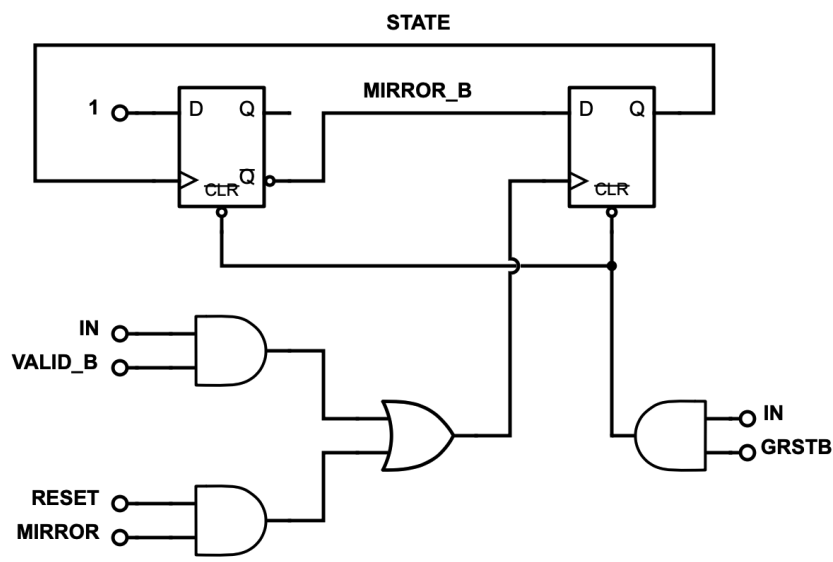 STATE
MIRROR_B
1
D
Q
D
Q
CLR
Q
CLR
IN
VALID_B
IN
GRSTB
RESET
MIRROR